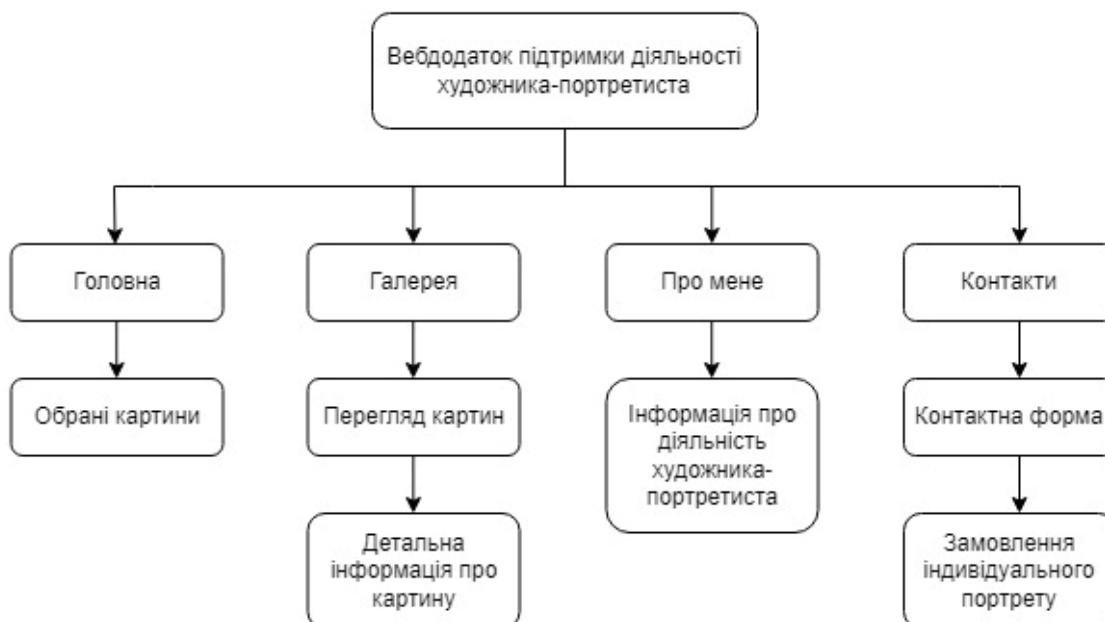 Вебдодаток підтримки діяльності
художника-портретиста
Головна
Галерея
Про мене
Контакти
Обрані картини
Перегляд картин
Інформація про
діяльність
художника-
портретиста
Контактна форма
Детальна
інформація про
картину
Замовлення
індивідуального
портрету